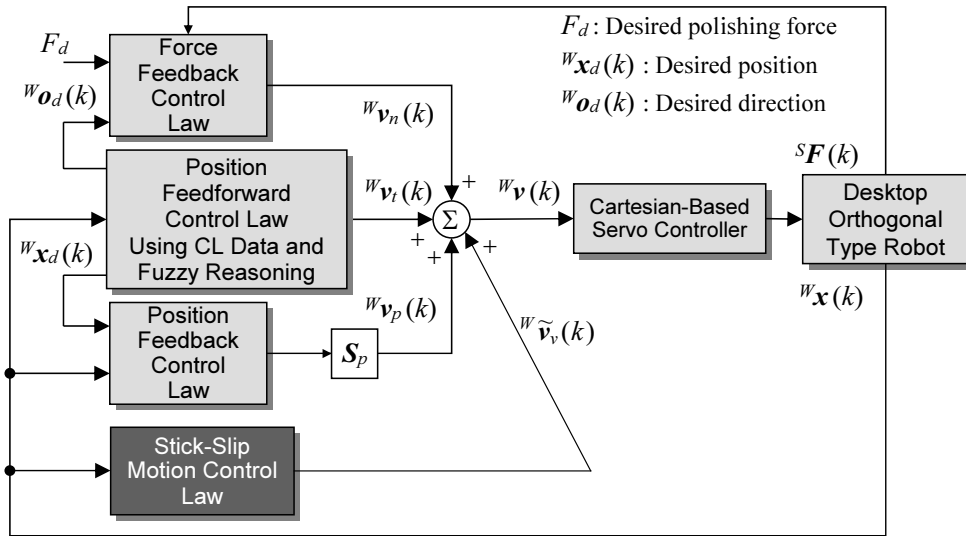 F_d
Force
Feedback
Control
Law
F_d : Desired polishing force
^W x_d(k) : Desired position
^W o_d(k) : Desired direction
^W o_d(k)
^W v_n(k)
^S F(k)
Position
Feedforward
Control Law
Using CL Data and
Fuzzy Reasoning
^W v_t(k)
+
+
+
+
Σ
^W v(k)
Cartesian-Based
Servo Controller
Desktop
Orthogonal
Type Robot
^W x_d(k)
^W x(k)
Position
Feedback
Control
Law
S_p
^W v_p(k)
^W ṽ_v(k)
Stick-Slip
Motion Control
Law